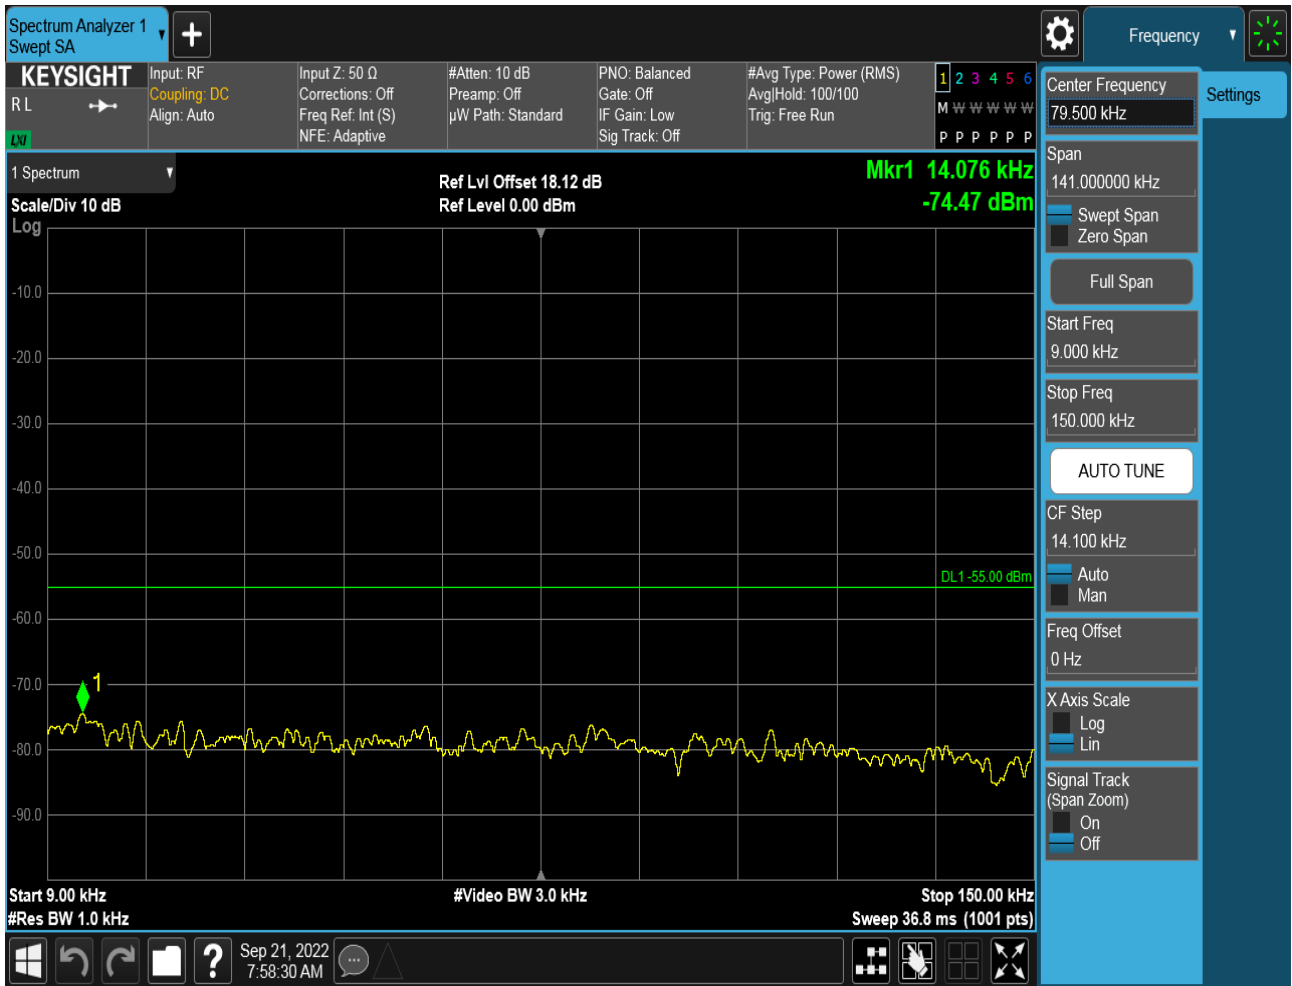 Spectrum Analyzer 1
Swept SA
Frequency
KEYSIGHT
R L
LXI
Input: RF
Coupling: DC
Align: Auto
Input Z: 50 Ω
Corrections: Off
Freq Ref: Int (S)
NFE: Adaptive
#Atten: 10 dB
Preamp: Off
µW Path: Standard
PNO: Balanced
Gate: Off
IF Gain: Low
Sig Track: Off
#Avg Type: Power (RMS)
Avg|Hold: 100/100
Trig: Free Run
1 2 3 4 5 6
M W W W W W
P P P P P P
1 Spectrum
Scale/Div 10 dB
Log
Ref Lvl Offset 18.12 dB
Ref Level 0.00 dBm
Mkr1 14.076 kHz
-74.47 dBm
-10.0
-20.0
-30.0
-40.0
-50.0
DL1 -55.00 dBm
-60.0
-70.0
1
-80.0
-90.0
Start 9.00 kHz
#Res BW 1.0 kHz
#Video BW 3.0 kHz
Stop 150.00 kHz
Sweep 36.8 ms (1001 pts)
Center Frequency
79.500 kHz
Settings
Span
141.000000 kHz
Swept Span
Zero Span
Full Span
Start Freq
9.000 kHz
Stop Freq
150.000 kHz
AUTO TUNE
CF Step
14.100 kHz
Auto
Man
Freq Offset
0 Hz
X Axis Scale
Log
Lin
Signal Track
(Span Zoom)
On
Off
?
Sep 21, 2022
7:58:30 AM